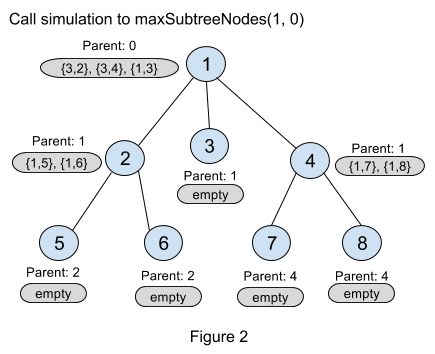 Call simulation to maxSubtreeNodes(1, 0)
Parent: 0
{3,2}, {3,4}, {1,3}
1
Parent: 1
{1,5}, {1,6}
2
3
Parent: 1
empty
4
Parent: 1
{1,7}, {1,8}
5
6
7
8
Parent: 2
empty
Parent: 2
empty
Parent: 4
empty
Parent: 4
empty
Figure 2